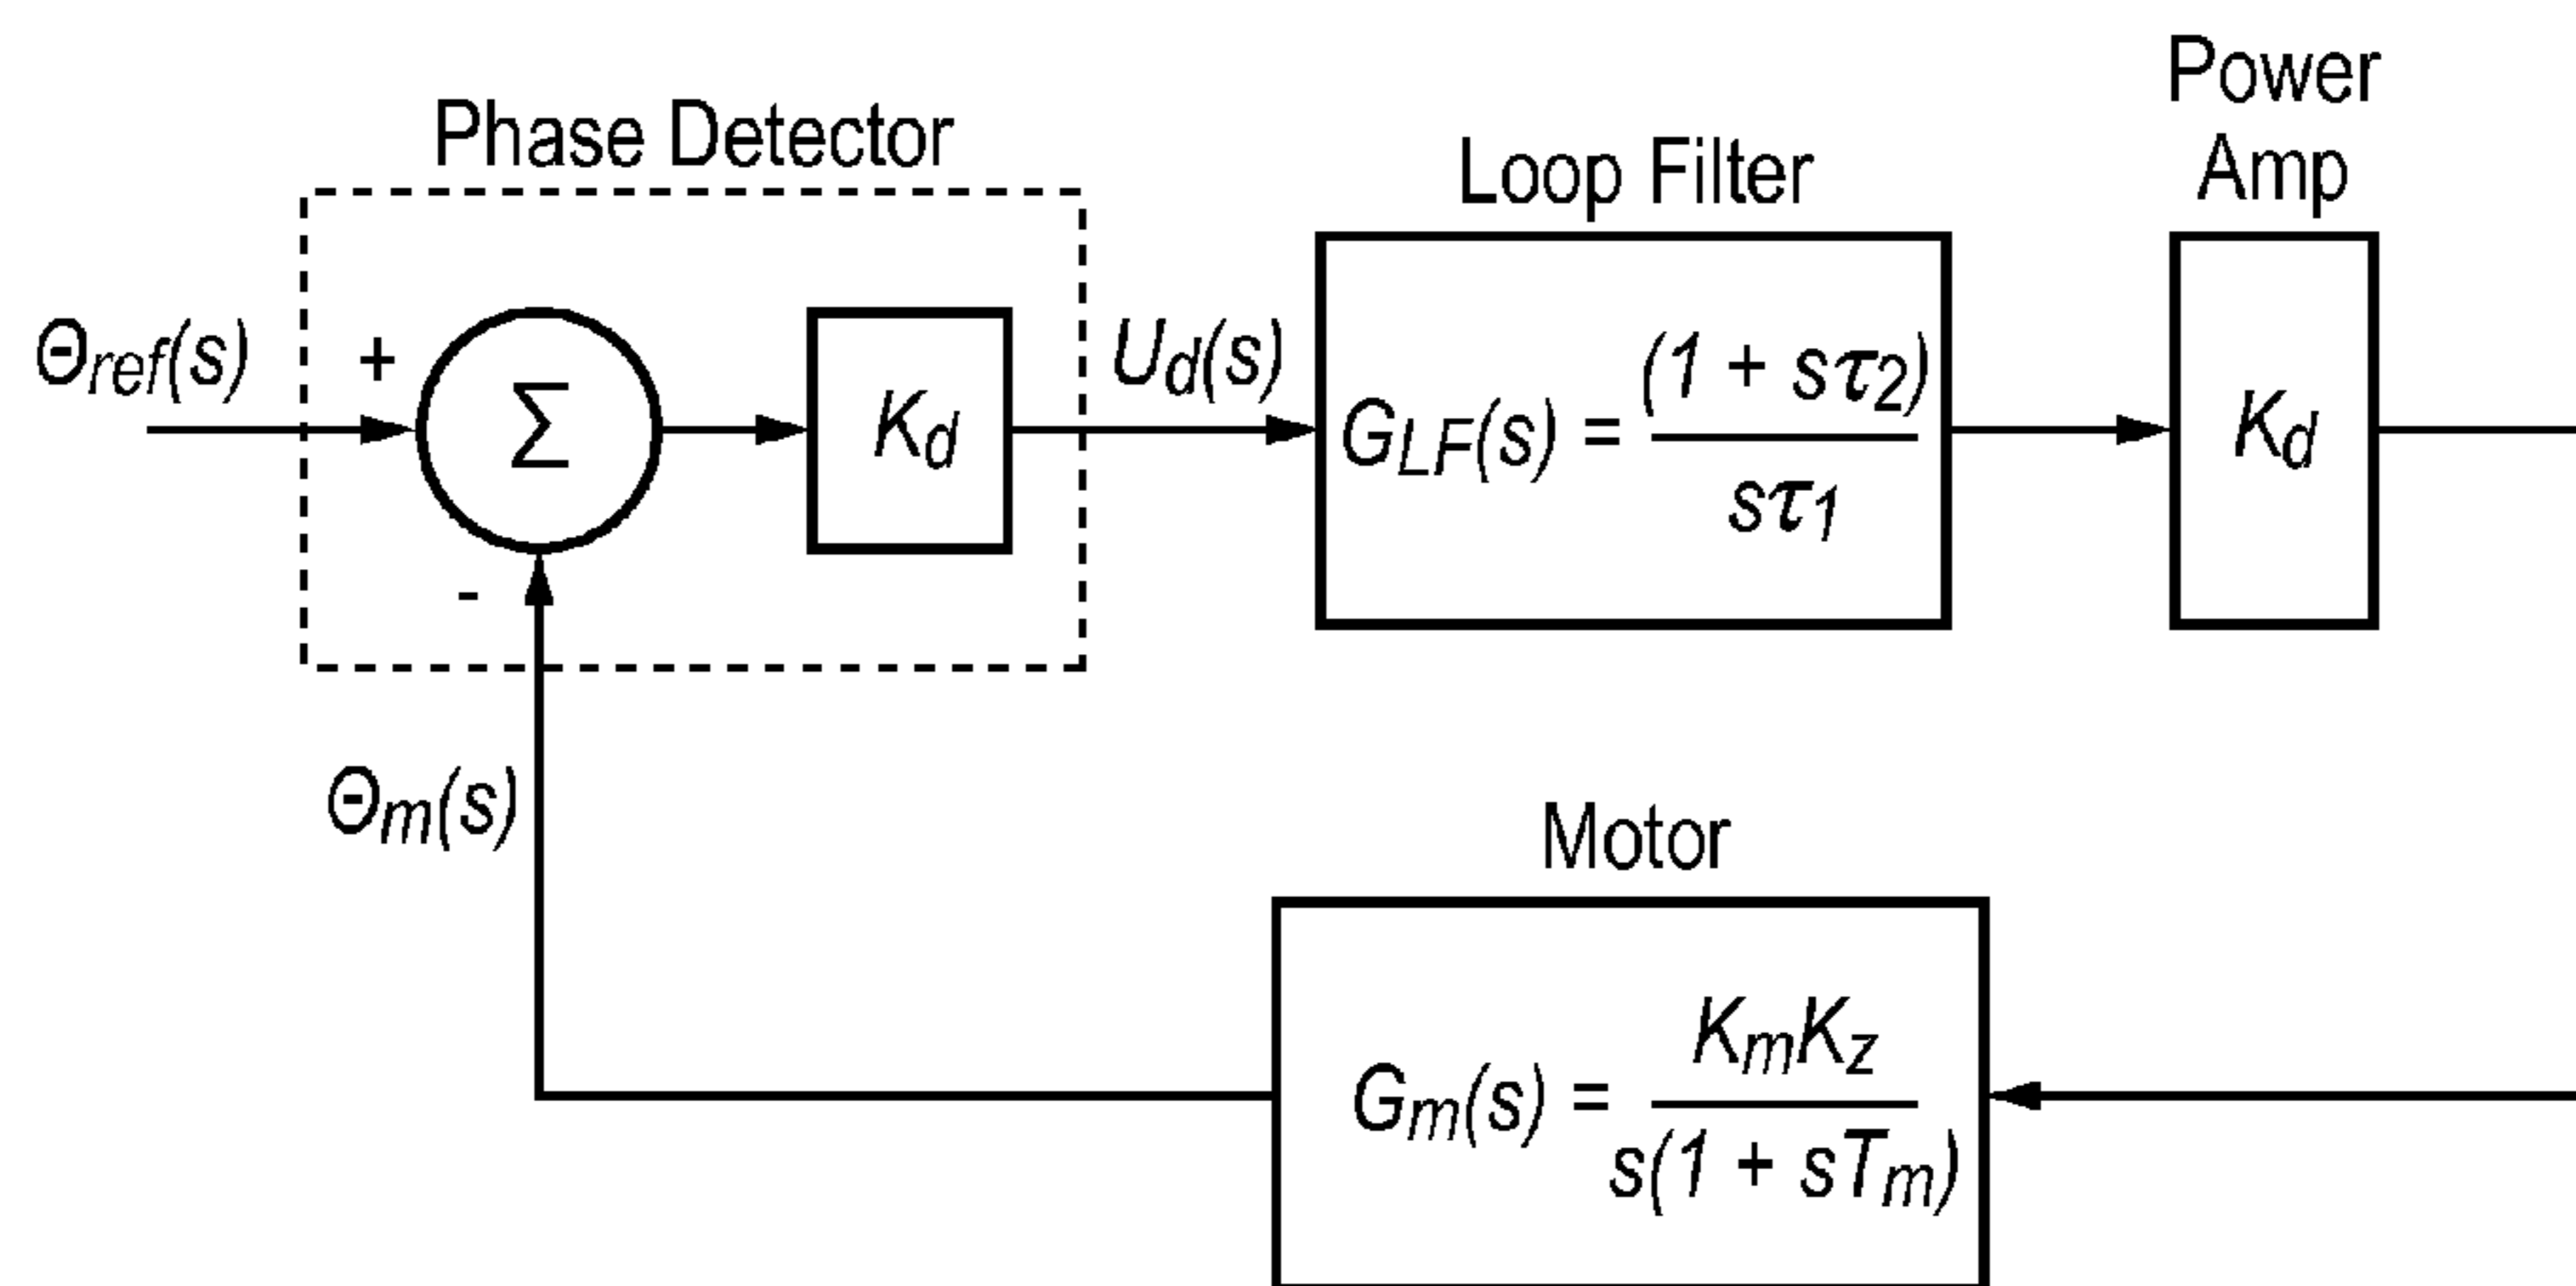 Phase Detector
Loop Filter
Power
Amp
Θref(s)
+
Σ
-
Kd
Ud(s)
GLF(s) = (1 + sτ2)
sτ1
Kd
Θm(s)
Motor
Gm(s) = KmKz
s(1 + sTm)